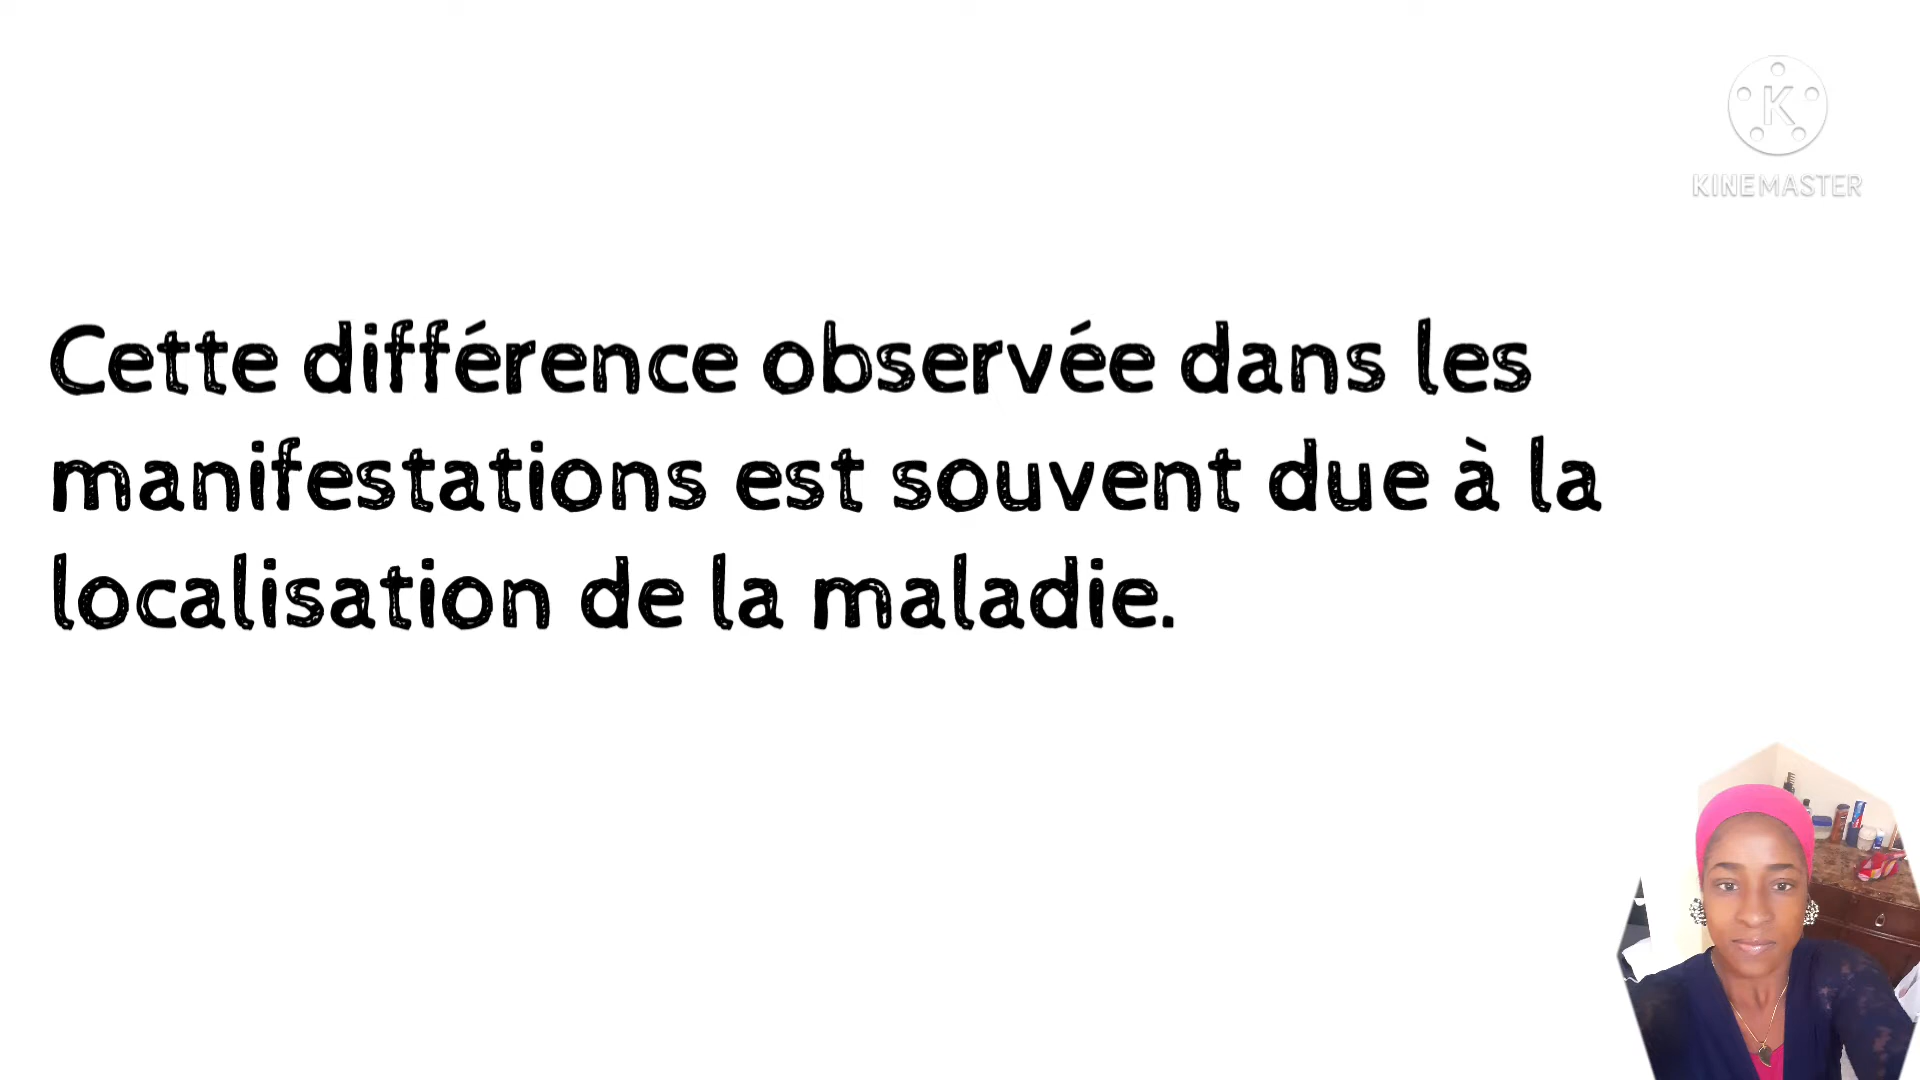 K
KINEMASTER
Cette différence observée dans les
manifestations est souvent due à la
localisation de la maladie.